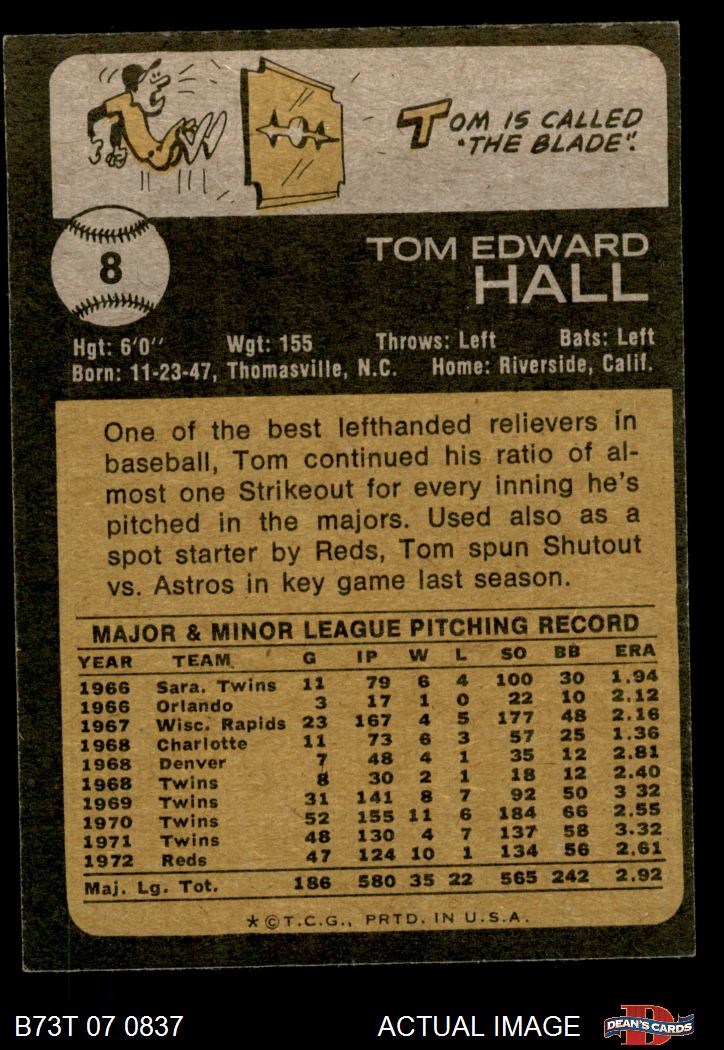 TOM IS CALLED
"THE BLADE".
8
TOM EDWARD
HALL
Hgt: 6'0" Wgt: 155 Throws: Left Bats: Left
Born: 11-23-47, Thomasville, N.C. Home: Riverside, Calif.
One of the best lefthanded relievers in
baseball, Tom continued his ratio of al-
most one Strikeout for every inning he's
pitched in the majors. Used also as a
spot starter by Reds, Tom spun Shutout
vs. Astros in key game last season.
MAJOR & MINOR LEAGUE PITCHING RECORD
YEAR TEAM G IP W L SO BB ERA
1966 Sara. Twins 11 79 6 4 100 30 1.94
1966 Orlando 3 17 1 0 22 10 2.12
1967 Wisc. Rapids 23 167 4 5 177 48 2.16
1968 Charlotte 11 73 6 3 57 25 1.36
1968 Denver 7 48 4 1 35 12 2.81
1968 Twins 8 30 2 1 18 12 2.40
1969 Twins 31 141 8 7 92 50 3 32
1970 Twins 52 155 11 6 184 66 2.55
1971 Twins 48 130 4 7 137 58 3.32
1972 Reds 47 124 10 1 134 56 2.61
Maj. Lg. Tot. 186 580 35 22 565 242 2.92
*©T.C.G., PRTD. IN U.S.A.
B73T 07 0837 ACTUAL IMAGE D DEAN'S CARDS